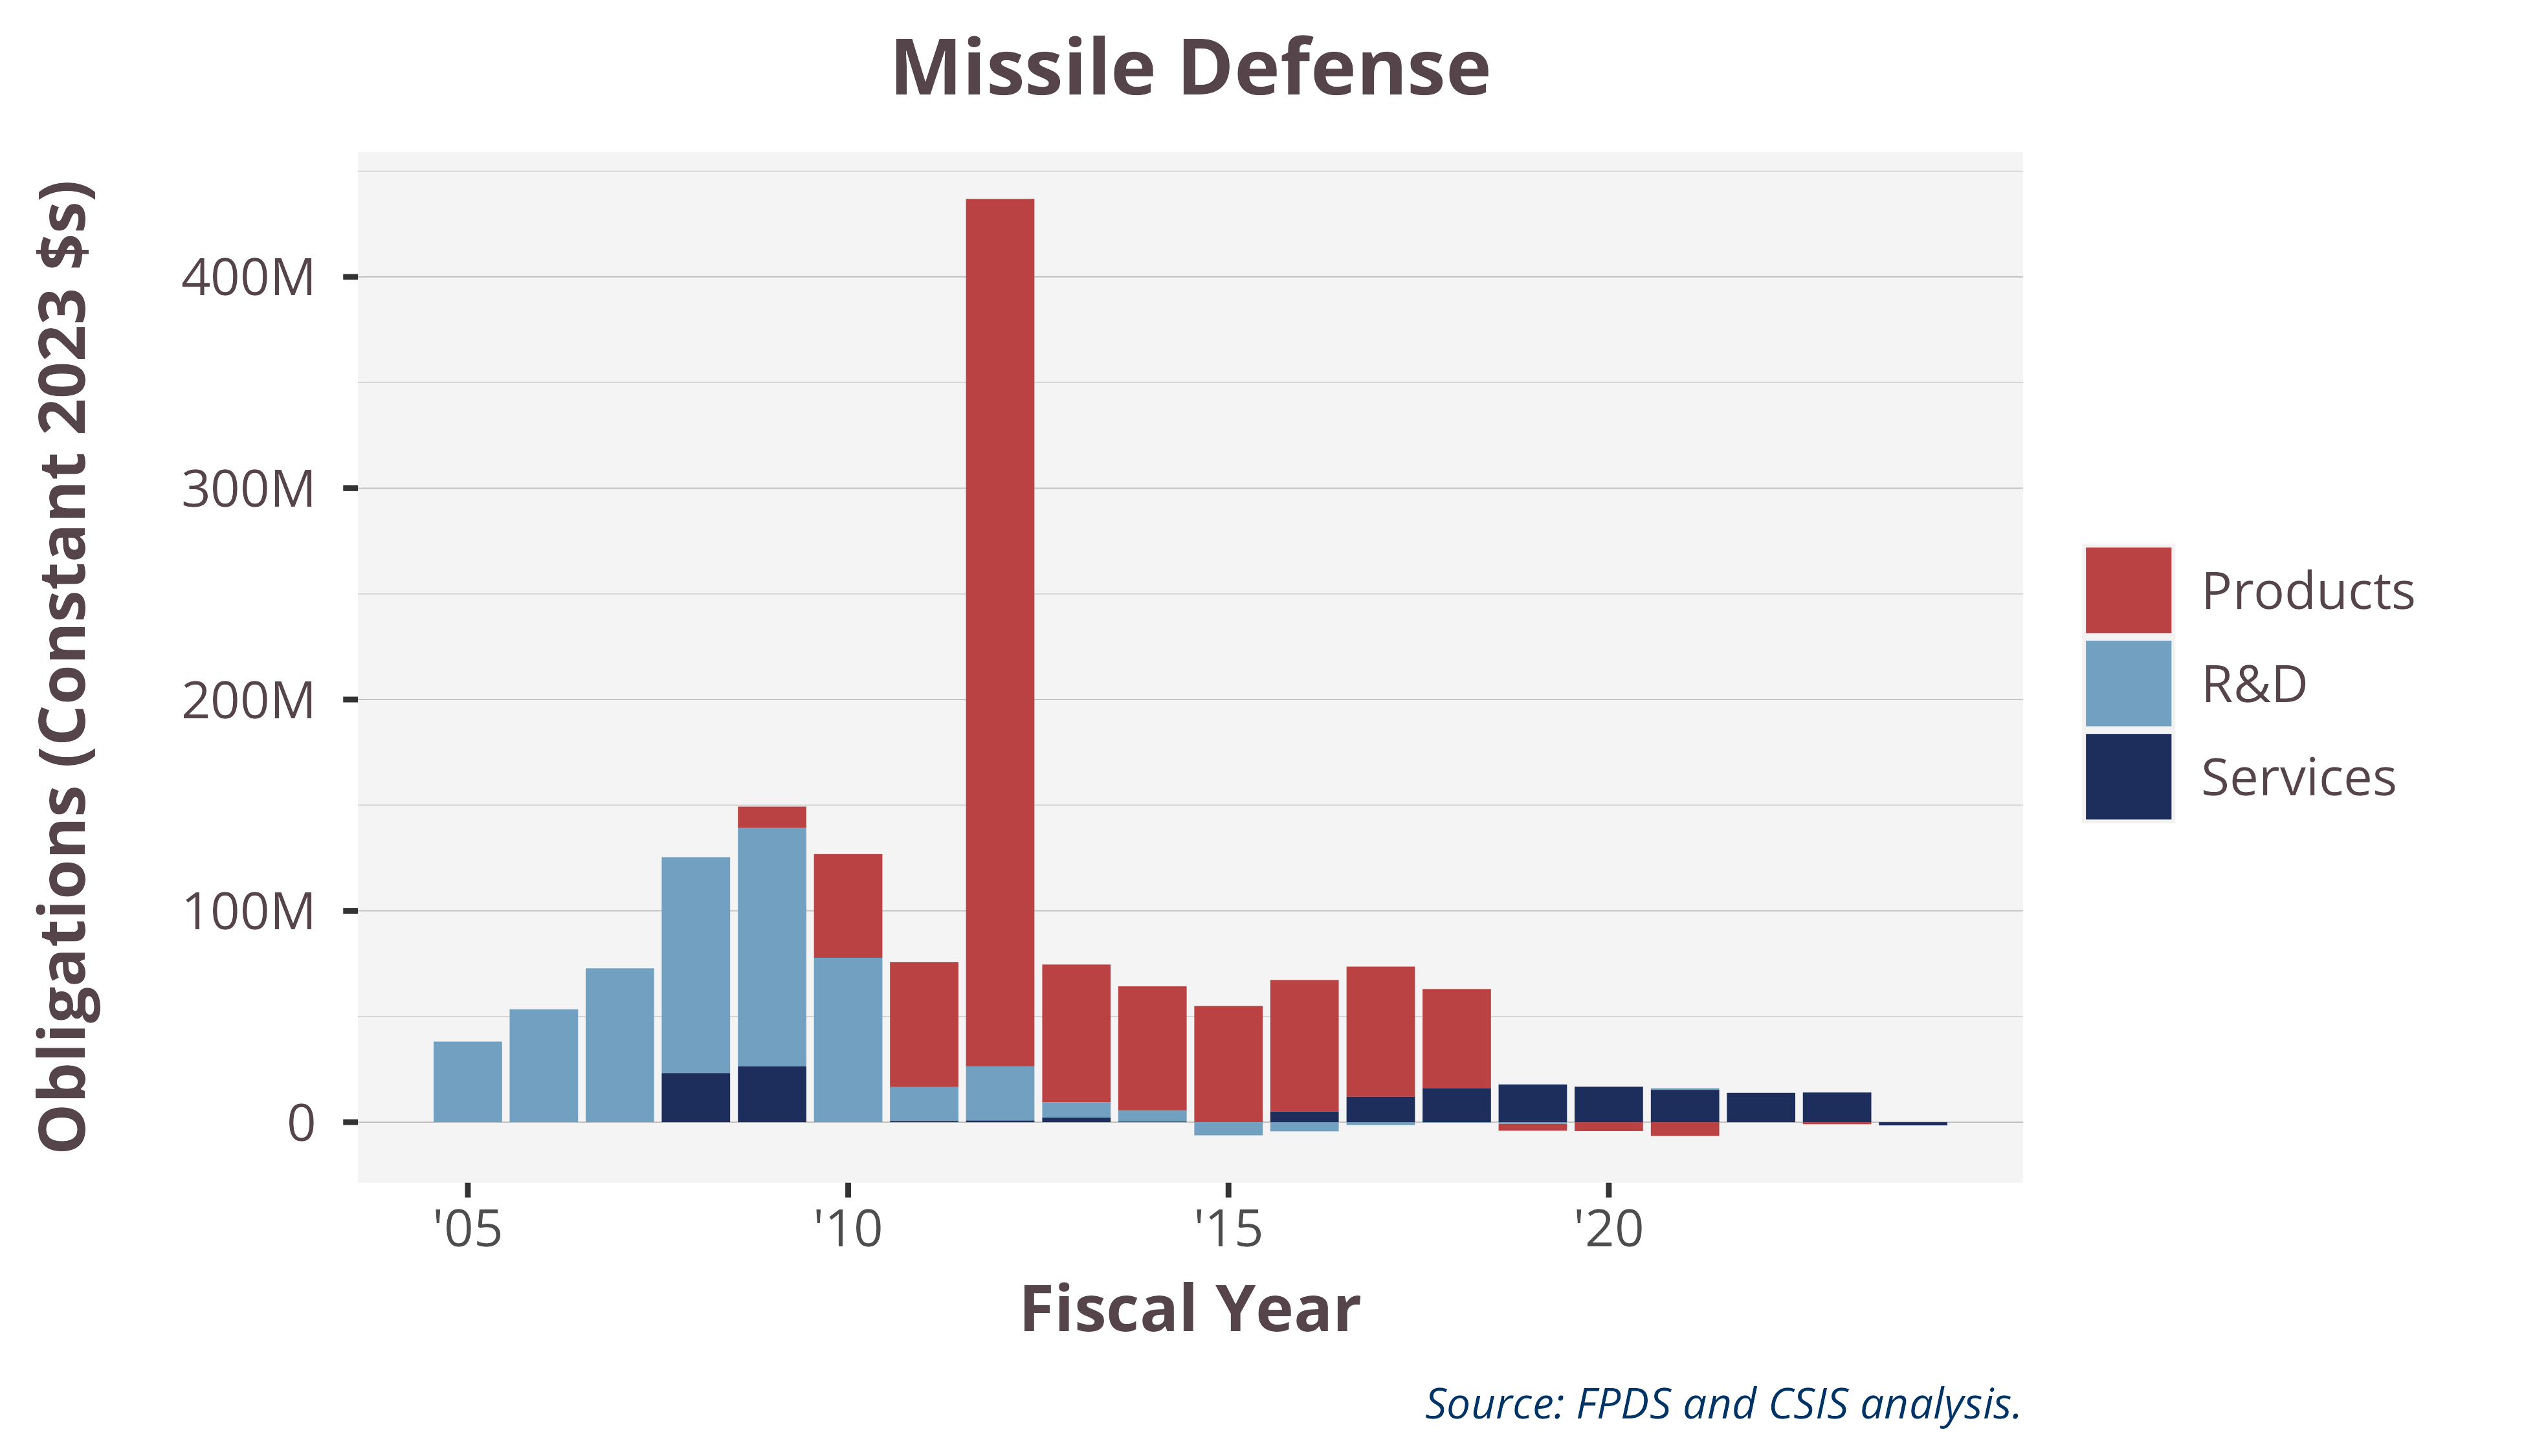 Missile Defense
Obligations (Constant 2023 $s)
400M
300M
200M
100M
0
'05
'10
'15
'20
Fiscal Year
Products
R&D
Services
Source: FPDS and CSIS analysis.